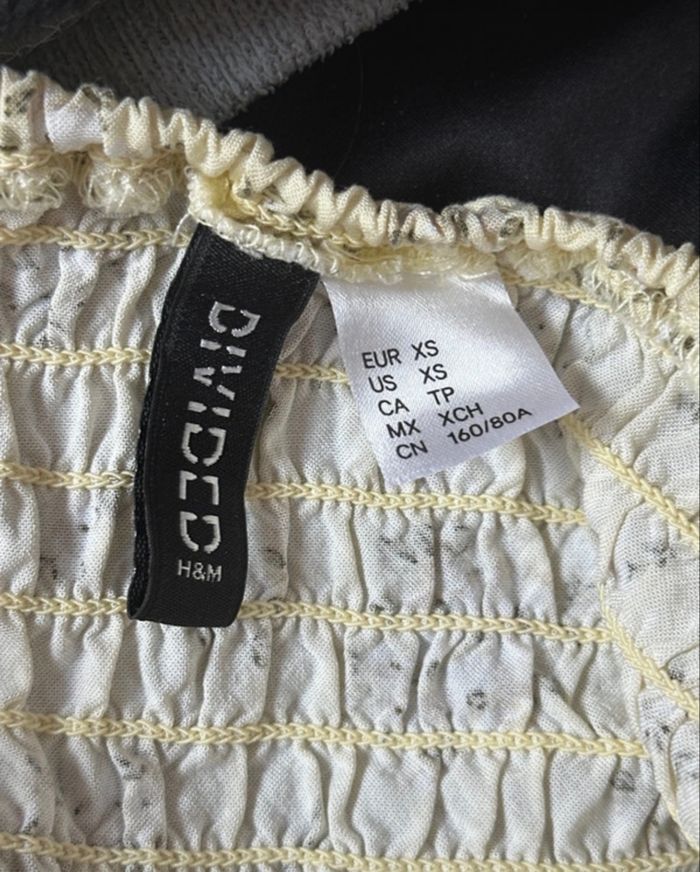 DIVIDED
H&M
EUR XS
US XS
CA TP
MX XCH
CN 160/80A